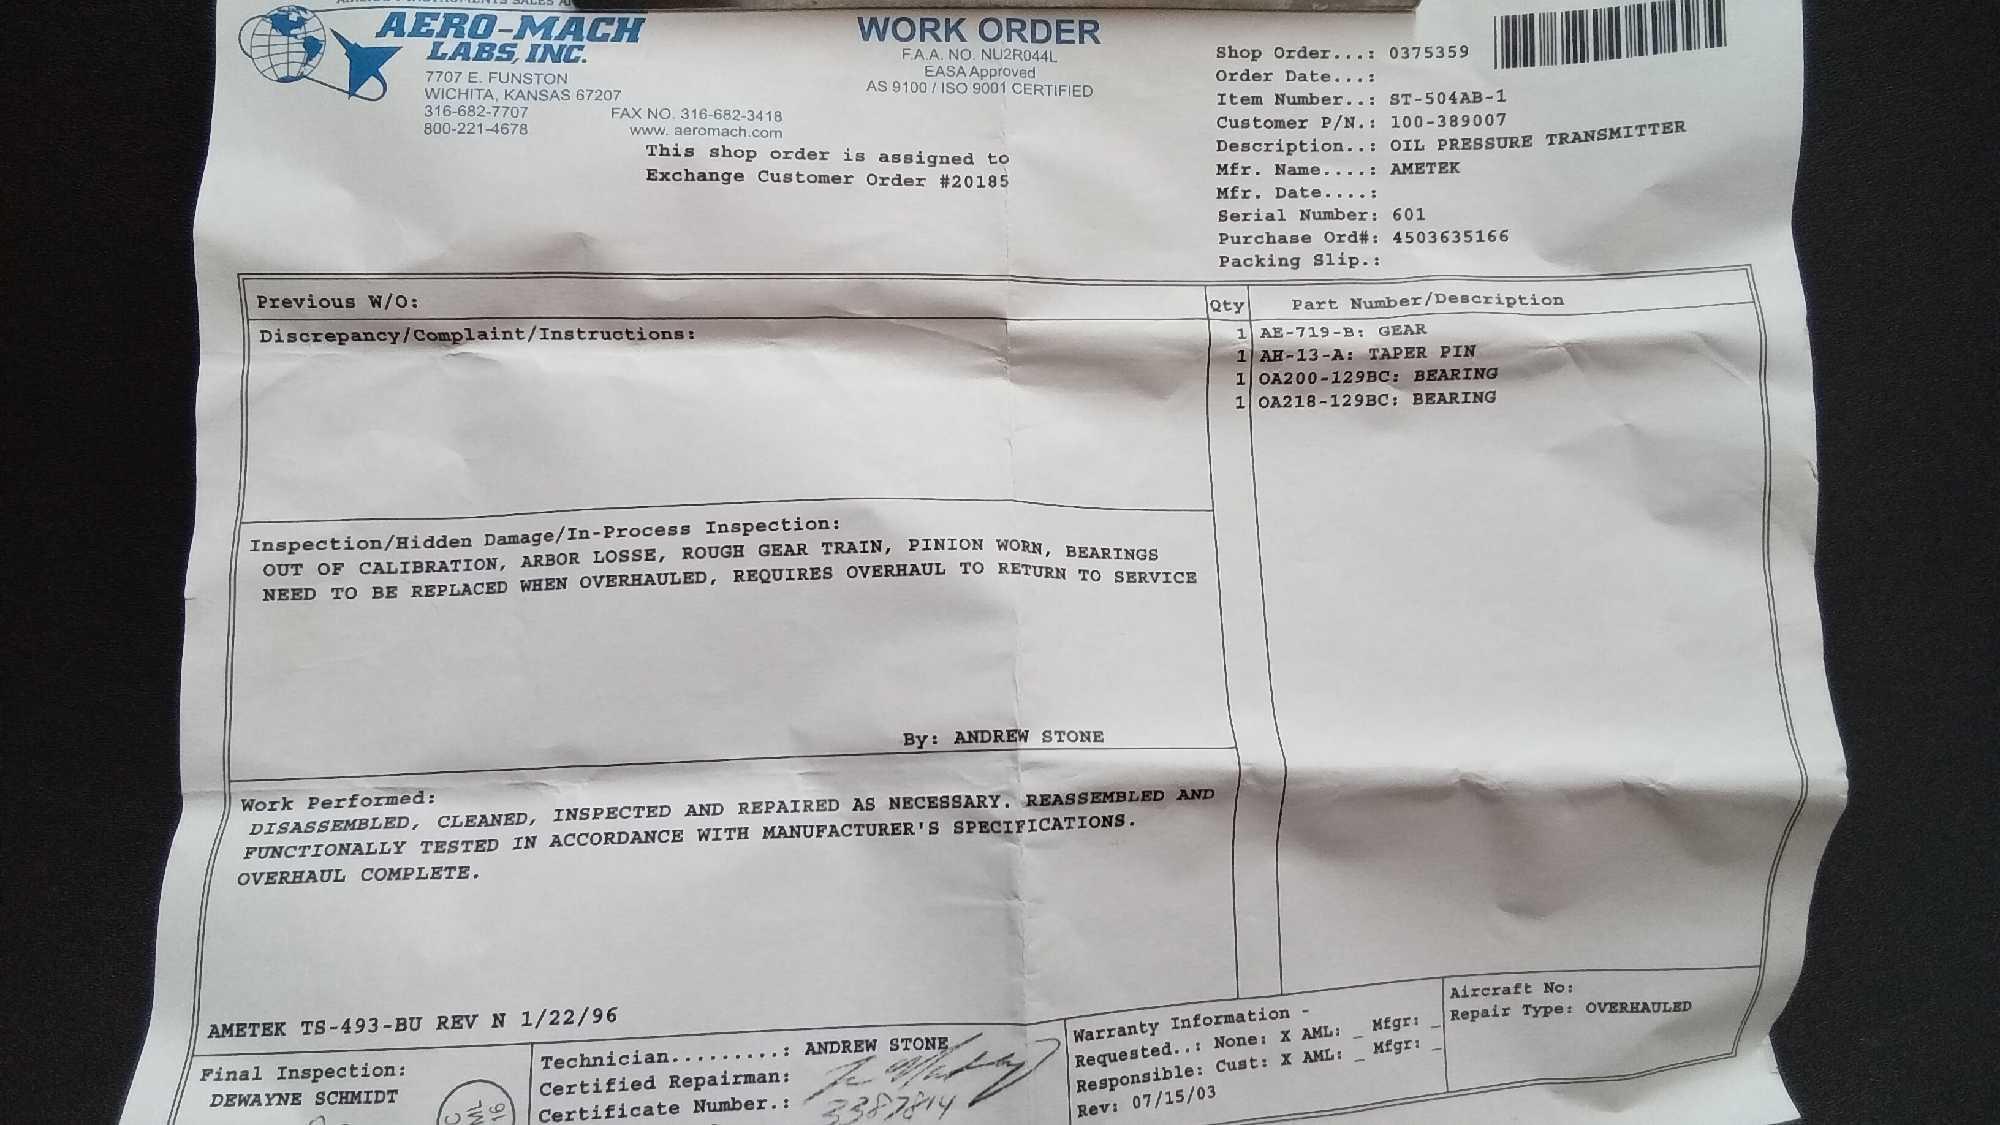 AERO-MACH
LABS, INC.
7707 E. FUNSTON
WICHITA, KANSAS 67207
316-682-7707 FAX NO. 316-682-3418
800-221-4678 www. aeromach.com
This shop order is assigned to
Exchange Customer Order #20185
WORK ORDER
F.A.A. NO. NU2R044L
EASA Approved
AS 9100 / ISO 9001 CERTIFIED
Shop Order...: 0375359
Order Date...:
Item Number..: ST-504AB-1
Customer P/N.: 100-389007
Description..: OIL PRESSURE TRANSMITTER
Mfr. Name....: AMETEK
Mfr. Date....:
Serial Number: 601
Purchase Ord#: 4503635166
Packing Slip.:
Previous W/O:
Discrepancy/Complaint/Instructions:
Qty Part Number/Description
1 AE-719-B: GEAR
1 AH-13-A: TAPER PIN
1 OA200-129BC: BEARING
1 OA218-129BC: BEARING
Inspection/Hidden Damage/In-Process Inspection:
OUT OF CALIBRATION, ARBOR LOSSE, ROUGH GEAR TRAIN, PINION WORN, BEARINGS
NEED TO BE REPLACED WHEN OVERHAULED, REQUIRES OVERHAUL TO RETURN TO SERVICE
By: ANDREW STONE
Work Performed:
DISASSEMBLED, CLEANED, INSPECTED AND REPAIRED AS NECESSARY. REASSEMBLED AND
FUNCTIONALLY TESTED IN ACCORDANCE WITH MANUFACTURER'S SPECIFICATIONS.
OVERHAUL COMPLETE.
AMETEK TS-493-BU REV N 1/22/96
Final Inspection:
DEWAYNE SCHMIDT
Technician.........: ANDREW STONE
Certified Repairman:
Certificate Number.: 3387814
Warranty Information -
Requested..: None: X AML: _ Mfgr: _
Responsible: Cust: X AML: _ Mfgr: _
Rev: 07/15/03
Aircraft No:
Repair Type: OVERHAULED